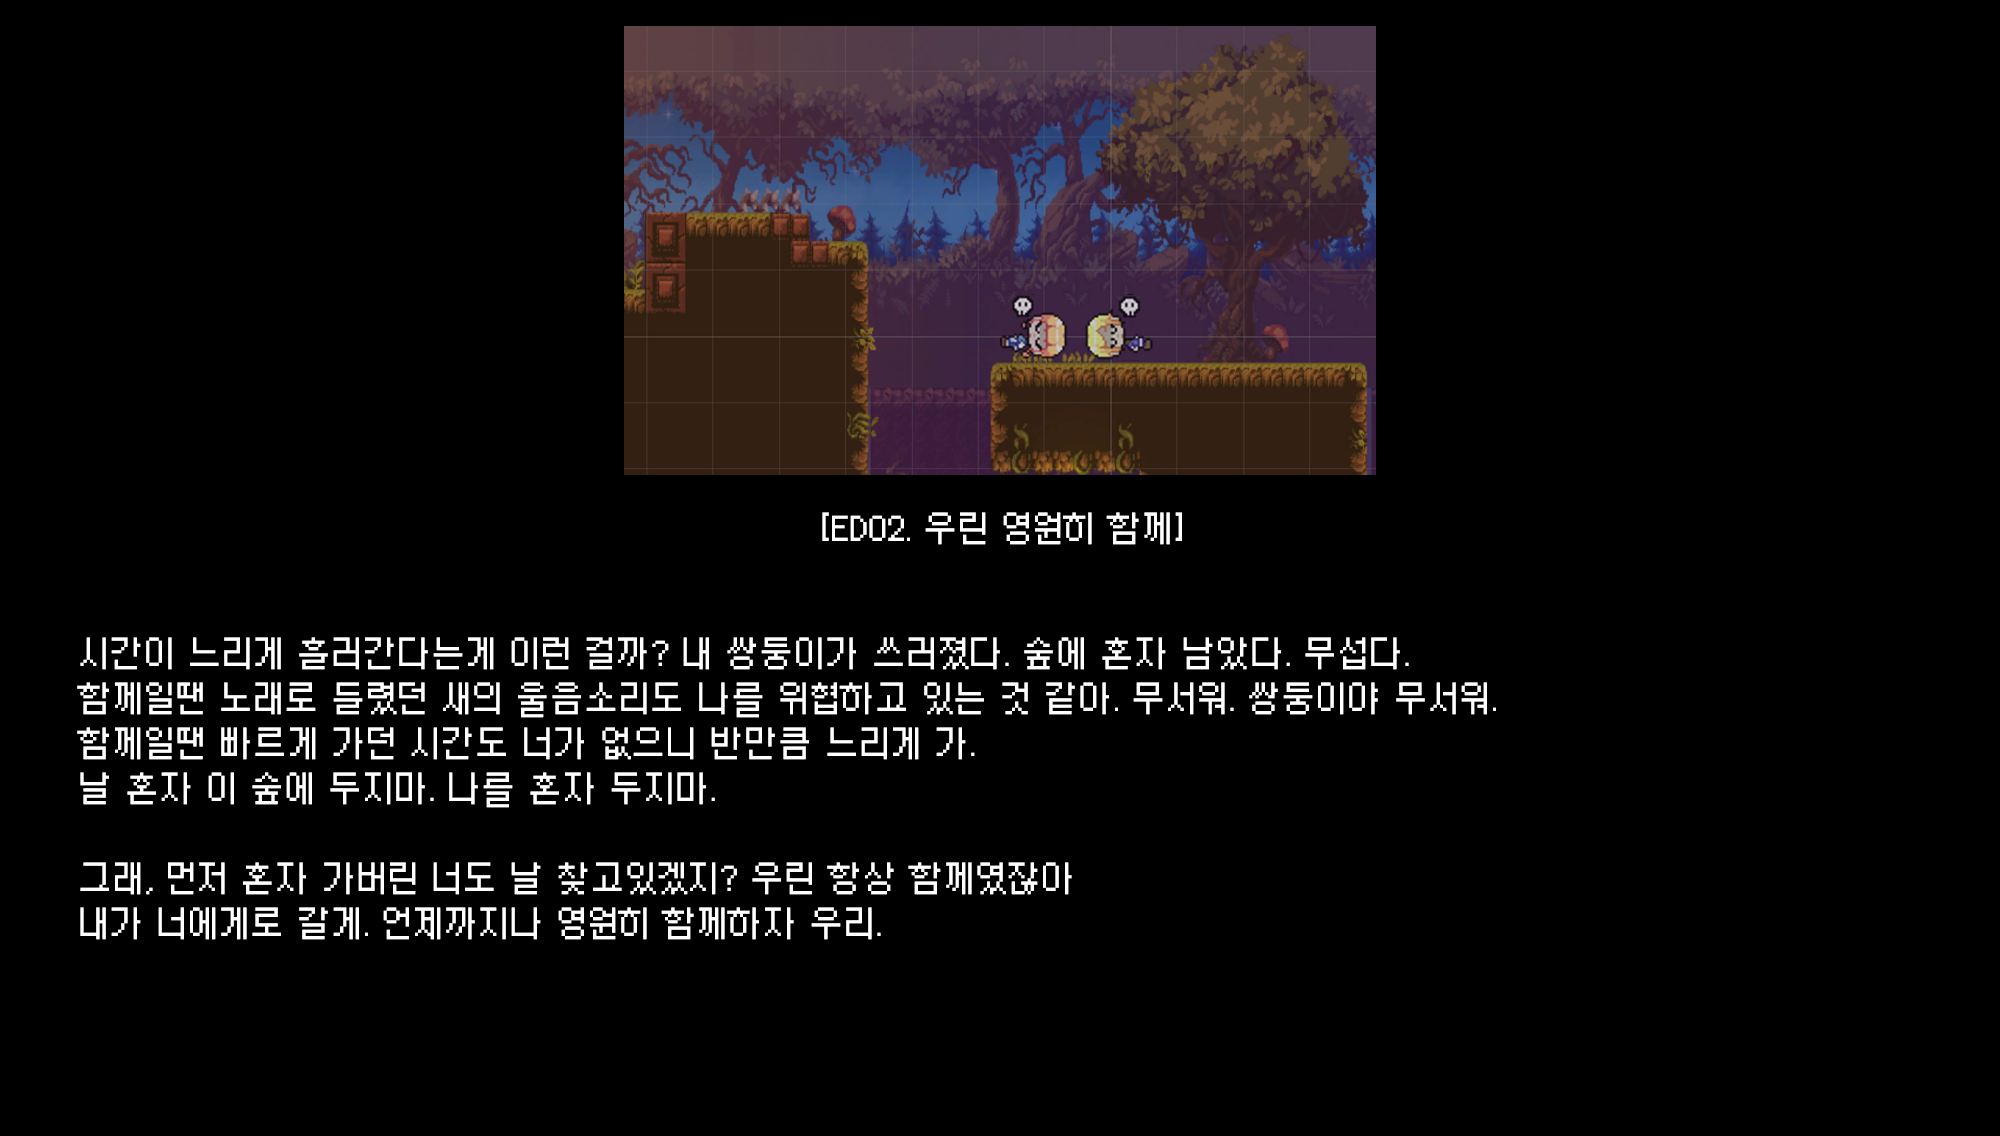 [ED02. 우린 영원히 함께]
시간이 느리게 흘러간다는게 이런 걸까? 내 쌍둥이가 쓰러졌다. 숲에 혼자 남았다. 무섭다.
함께일땐 노래로 들렸던 새의 울음소리도 나를 위협하고 있는 것 같아. 무서워. 쌍둥이야 무서워.
함께일땐 빠르게 가던 시간도 너가 없으니 반만큼 느리게 가.
날 혼자 이 숲에 두지마. 나를 혼자 두지마.
그래, 먼저 혼자 가버린 너도 날 찾고있겠지? 우린 항상 함께였잖아
내가 너에게로 갈게. 언제까지나 영원히 함께하자 우리.